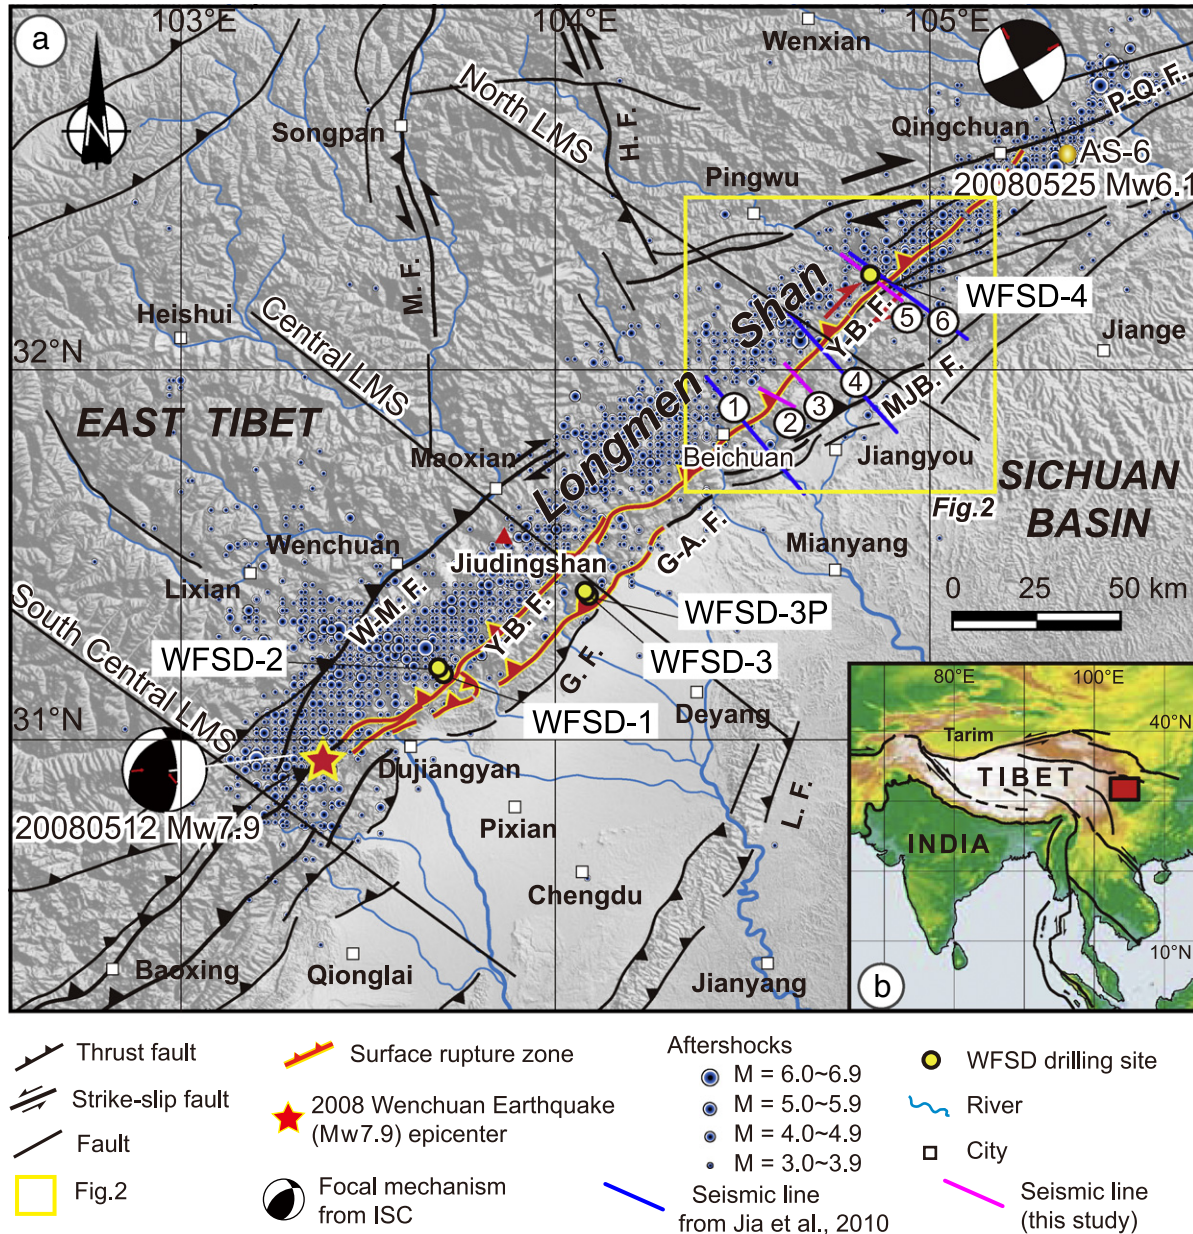 a
103°E
104°E
105°E
Wenxian
North LMS
H. F.
P.-Q. F.
Songpan
Qingchuan
AS-6
20080525 Mw6.1
Pingwu
M. F.
WFSD-4
Heishui
Shan
Y-B. F.
5
6
Jiange
32°N
Central LMS
4
MJB. F.
1
3
2
EAST TIBET
Longmen
Beichuan
Jiangyou
Maoxian
SICHUAN
BASIN
Fig.2
Wenchuan
Jiudingshan
G-A. F.
Mianyang
Lixian
0 25 50 km
W-M. F.
Y-B. F.
WFSD-3P
South Central LMS
WFSD-2
WFSD-3
G. F.
31°N
WFSD-1
Deyang
Dujiangyan
20080512 Mw7.9
Pixian
L. F.
Chengdu
Baoxing
Qionglai
Jianyang
80°E
100°E
Tarim
40°N
TIBET
INDIA
10°N
b
Thrust fault
Strike-slip fault
Fault
Fig.2
Surface rupture zone
2008 Wenchuan Earthquake
(Mw7.9) epicenter
Focal mechanism
from ISC
Aftershocks
M = 6.0~6.9
M = 5.0~5.9
M = 4.0~4.9
M = 3.0~3.9
Seismic line
from Jia et al., 2010
WFSD drilling site
River
City
Seismic line
(this study)
N